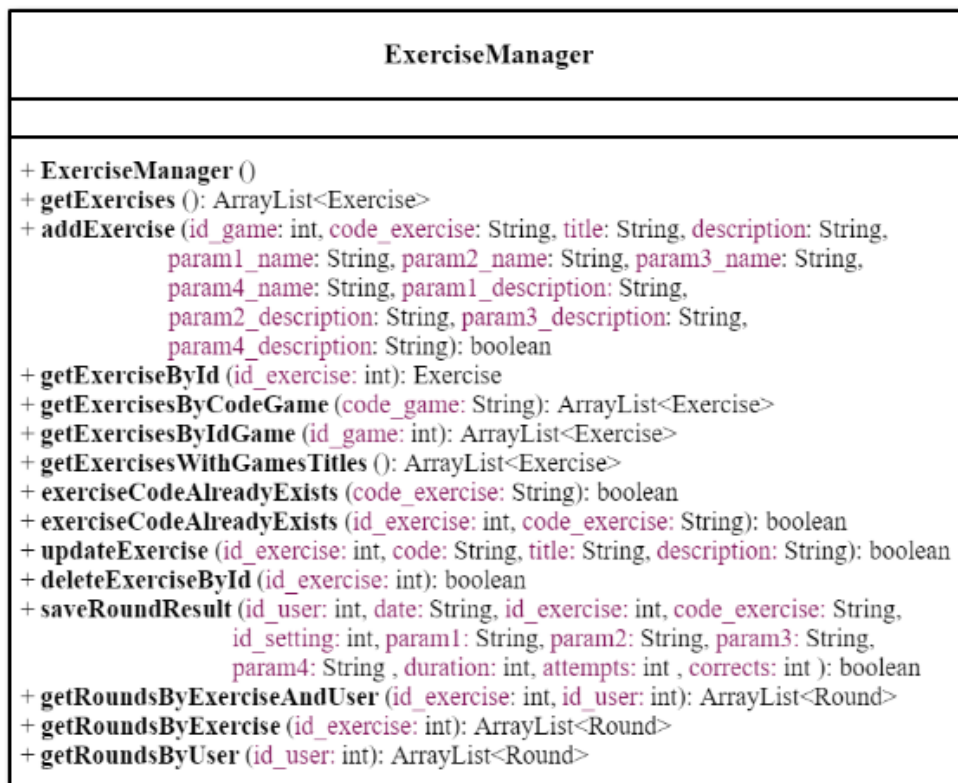 ExerciseManager
+ ExerciseManager ()
+ getExercises (): ArrayList<Exercise>
+ addExercise (id_game: int, code_exercise: String, title: String, description: String,
param1_name: String, param2_name: String, param3_name: String,
param4_name: String, param1_description: String,
param2_description: String, param3_description: String,
param4_description: String): boolean
+ getExerciseById (id_exercise: int): Exercise
+ getExercisesByCodeGame (code_game: String): ArrayList<Exercise>
+ getExercisesByIdGame (id_game: int): ArrayList<Exercise>
+ getExercisesWithGamesTitles (): ArrayList<Exercise>
+ exerciseCodeAlreadyExists (code_exercise: String): boolean
+ exerciseCodeAlreadyExists (id_exercise: int, code_exercise: String): boolean
+ updateExercise (id_exercise: int, code: String, title: String, description: String): boolean
+ deleteExerciseById (id_exercise: int): boolean
+ saveRoundResult (id_user: int, date: String, id_exercise: int, code_exercise: String,
id_setting: int, param1: String, param2: String, param3: String,
param4: String , duration: int, attempts: int , corrects: int ): boolean
+ getRoundsByExerciseAndUser (id_exercise: int, id_user: int): ArrayList<Round>
+ getRoundsByExercise (id_exercise: int): ArrayList<Round>
+ getRoundsByUser (id_user: int): ArrayList<Round>